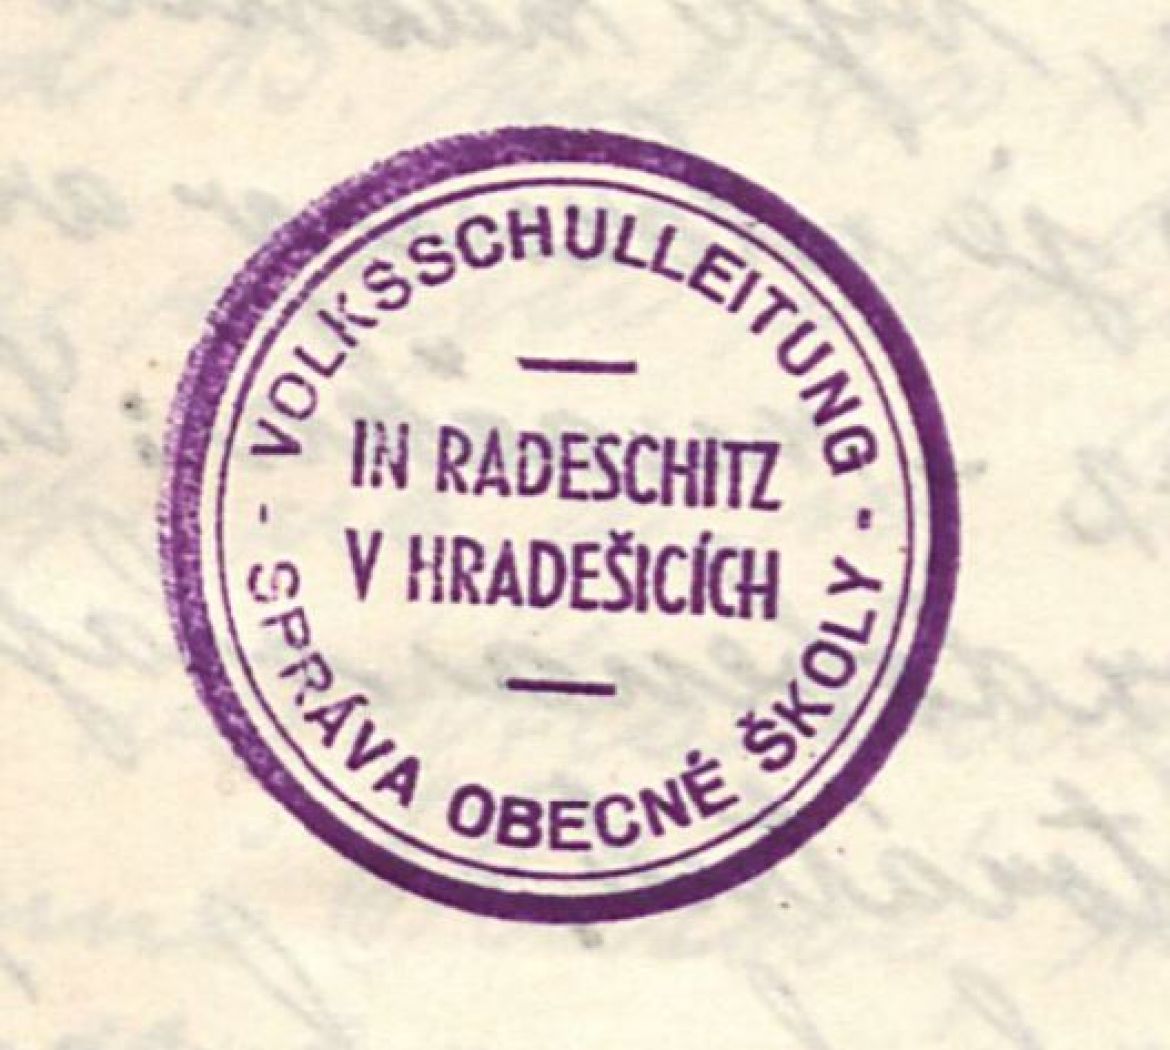 - VOLKSSCHULLEITUNG -
IN RADESCHITZ
V HRADEŠICÍCH
SPRÁVA OBECNÉ ŠKOLY